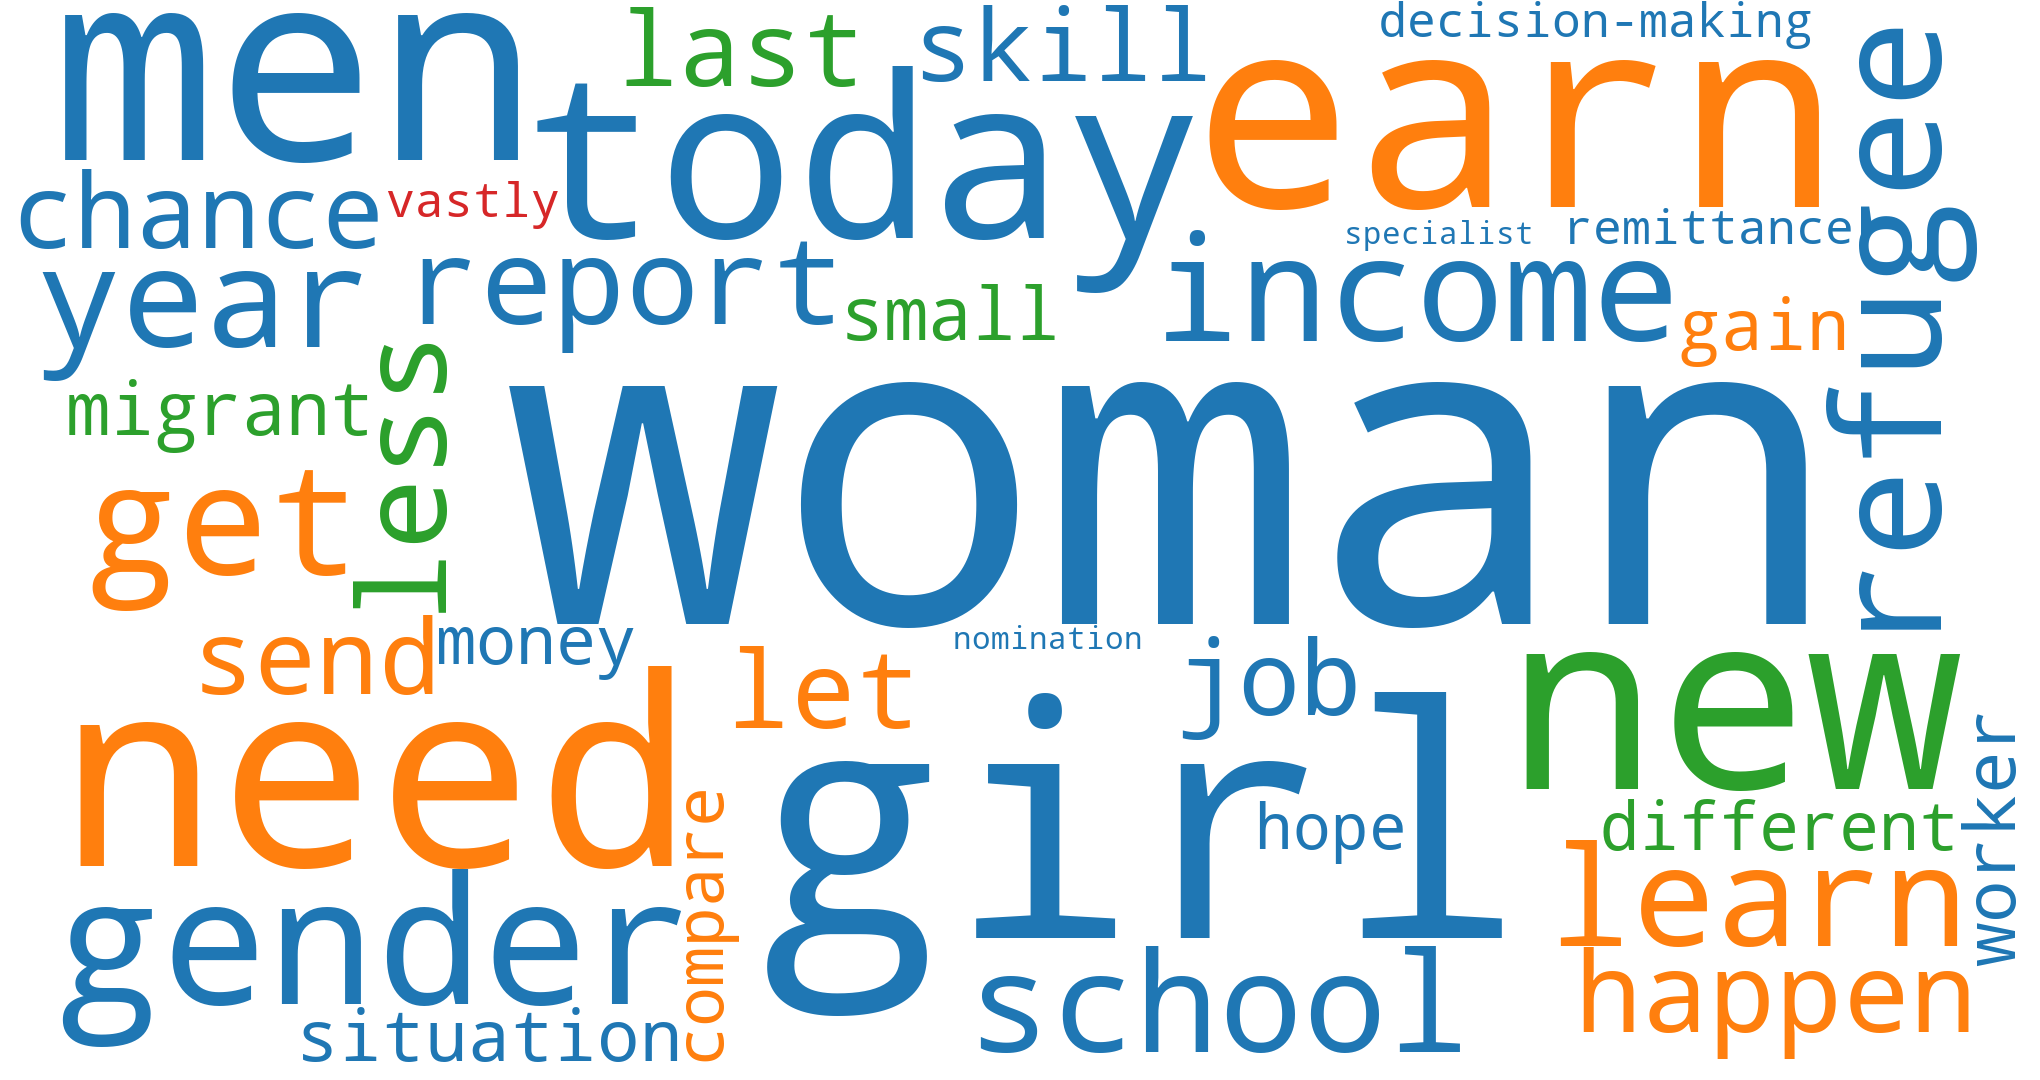 men
last
skill
decision-making
today
earn
refugee
chance
vastly
specialist
remittance
year
report
small
income
gain
migrant
less
woman
get
send
money
nomination
let
job
new
need
girl
hope
different
worker
compare
learn
gender
school
happen
situation